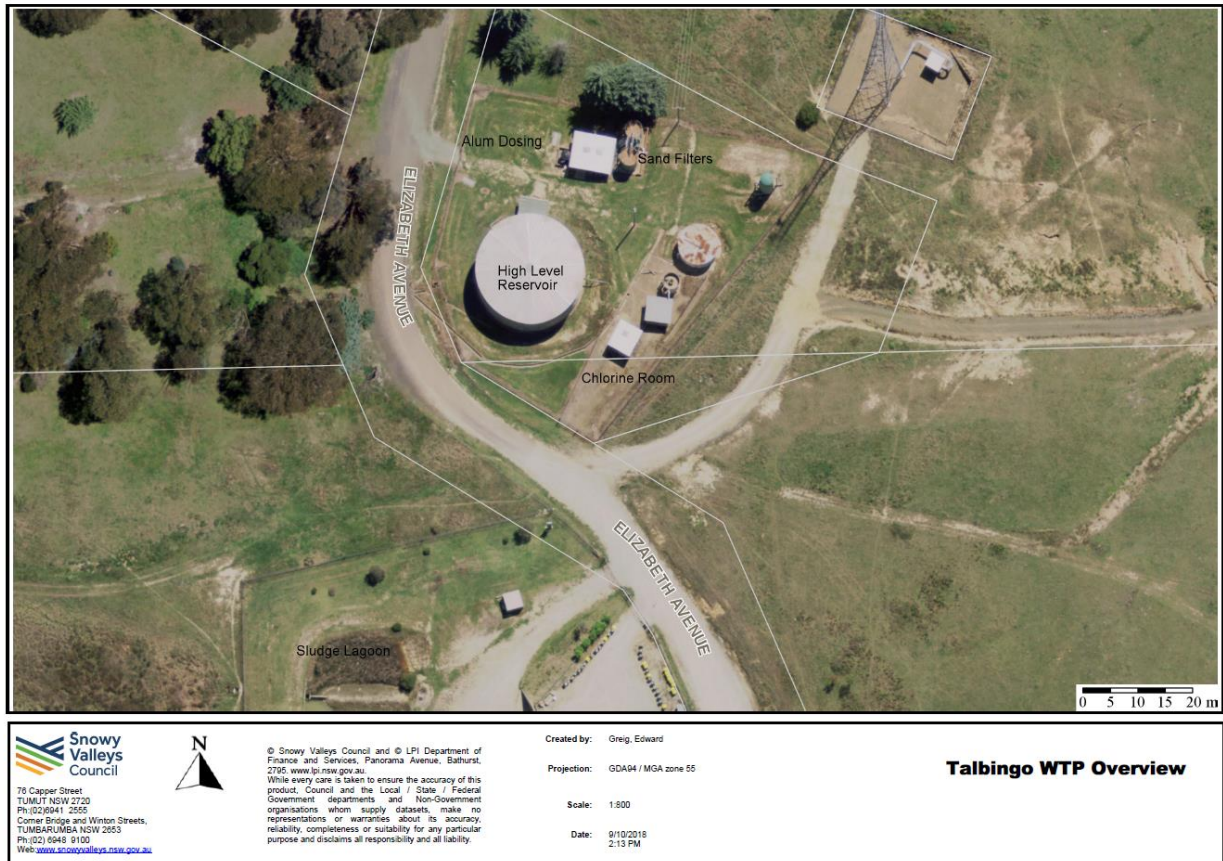 Alum Dosing
Sand Filters
ELIZABETH AVENUE
High Level
Reservoir
Chlorine Room
ELIZABETH AVENUE
Sludge Lagoon
0 5 10 15 20 m
Snowy
Valleys
Council
76 Capper Street
TUMUT NSW 2720
Ph:(02)6941 2555
Corner Bridge and Winton Streets,
TUMBARUMBA NSW 2653
Ph:(02) 6948 9100
Web:www.snowyvalleys.nsw.gov.au
N
© Snowy Valleys Council and © LPI Department of
Finance and Services, Panorama Avenue, Bathurst,
2795. www.lpi.nsw.gov.au.
While every care is taken to ensure the accuracy of this
product, Council and the Local / State / Federal
Government departments and Non-Government
organisations whom supply datasets, make no
representations or warranties about its accuracy,
reliability, completeness or suitability for any particular
purpose and disclaims all responsibility and all liability.
Created by: Greig, Edward
Projection: GDA94 / MGA zone 55
Scale: 1:800
Date: 9/10/2018
2:13 PM
Talbingo WTP Overview